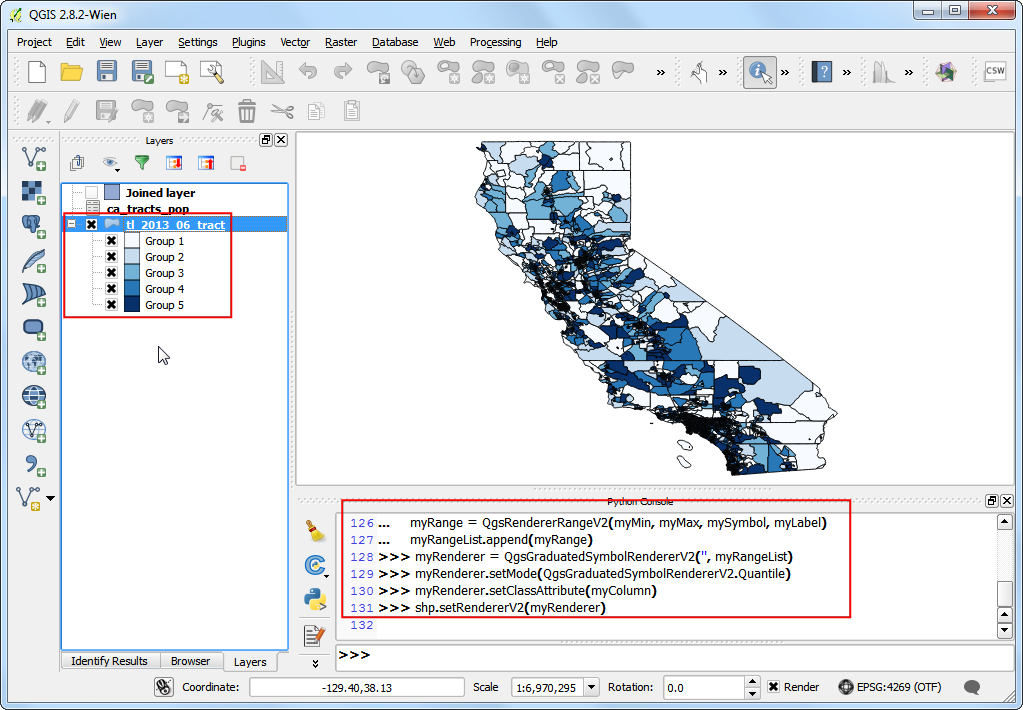 QGIS 2.8.2-Wien
Project Edit View Layer Settings Plugins Vector Raster Database Web Processing Help
» » » » » CSW
Layers
Joined layer
ca_tracts_pop
tl_2013_06_tract
Group 1
Group 2
Group 3
Group 4
Group 5
Identify Results Browser Layers
Python Console
126 ... myRange = QgsRendererRangeV2(myMin, myMax, mySymbol, myLabel)
127 ... myRangeList.append(myRange)
128 >>> myRenderer = QgsGraduatedSymbolRendererV2('', myRangeList)
129 >>> myRenderer.setMode(QgsGraduatedSymbolRendererV2.Quantile)
130 >>> myRenderer.setClassAttribute(myColumn)
131 >>> shp.setRendererV2(myRenderer)
132
>>>
Coordinate: -129.40,38.13 Scale 1:6,970,295 Rotation: 0.0 Render EPSG:4269 (OTF)